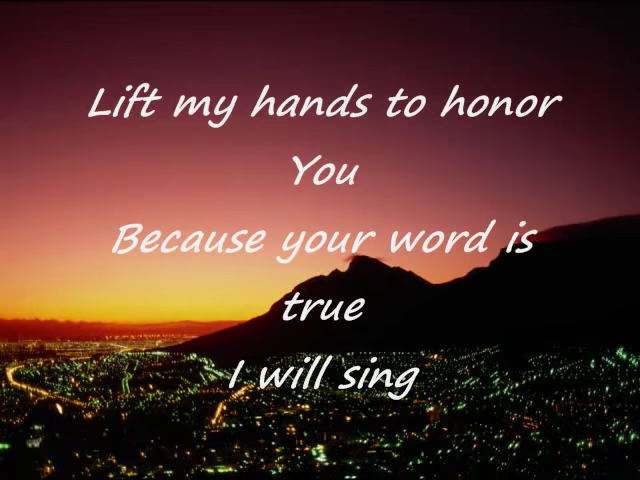 Lift my hands to honor
You
Because your word is
true
I will sing